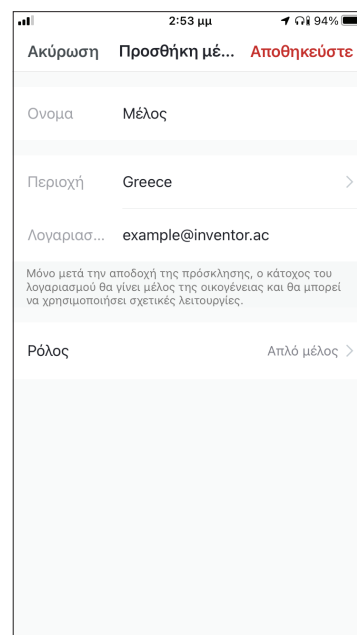 2:53 μμ 94%
Ακύρωση Προσθήκη μέ... Αποθηκεύστε
Ονομα Μέλος
Περιοχή Greece
Λογαριασ... example@inventor.ac
Μόνο μετά την αποδοχή της πρόσκλησης, ο κάτοχος του
λογαριασμού θα γίνει μέλος της οικογένειας και θα μπορεί
να χρησιμοποιήσει σχετικές λειτουργίες.
Ρόλος Απλό μέλος